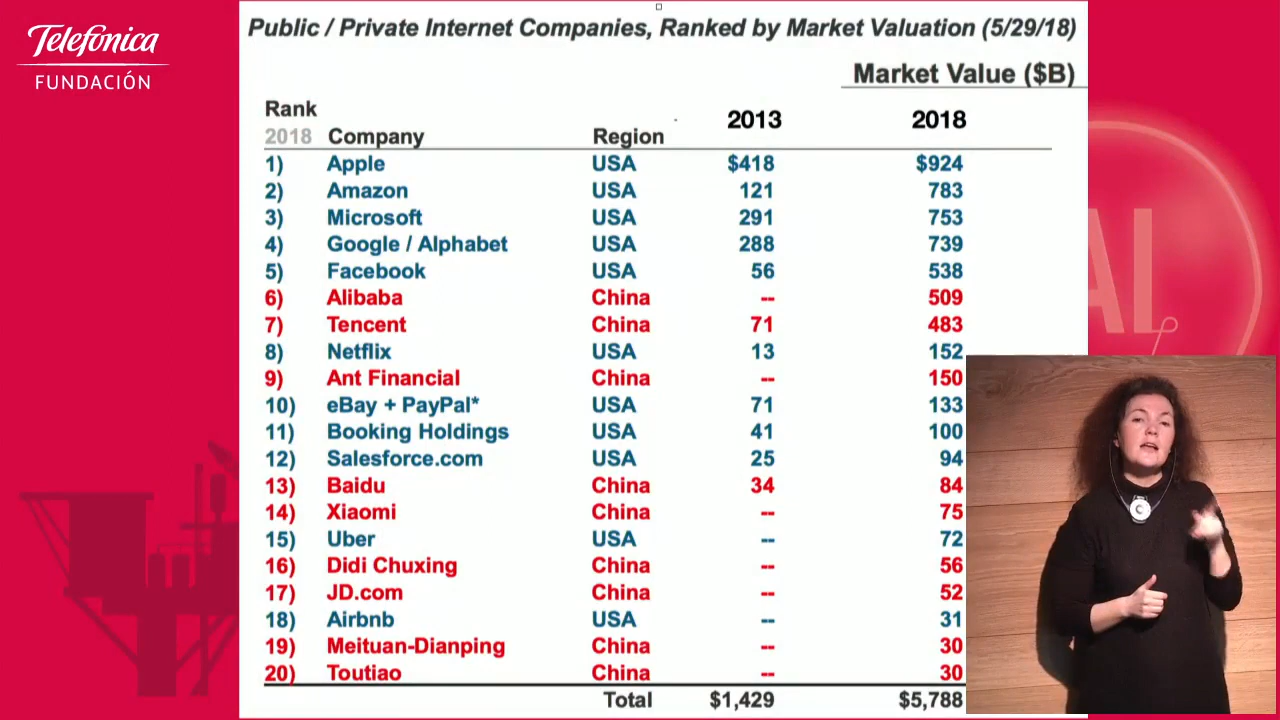 Telefónica
FUNDACIÓN
Public / Private Internet Companies, Ranked by Market Valuation (5/29/18)
Market Value ($B)
Rank
2018 Company Region 2013 2018
1) Apple USA $418 $924
2) Amazon USA 121 783
3) Microsoft USA 291 753
4) Google / Alphabet USA 288 739
5) Facebook USA 56 538
6) Alibaba China -- 509
7) Tencent China 71 483
8) Netflix USA 13 152
9) Ant Financial China -- 150
10) eBay + PayPal* USA 71 133
11) Booking Holdings USA 41 100
12) Salesforce.com USA 25 94
13) Baidu China 34 84
14) Xiaomi China -- 75
15) Uber USA -- 72
16) Didi Chuxing China -- 56
17) JD.com China -- 52
18) Airbnb USA -- 31
19) Meituan-Dianping China -- 30
20) Toutiao China -- 30
Total $1,429 $5,788